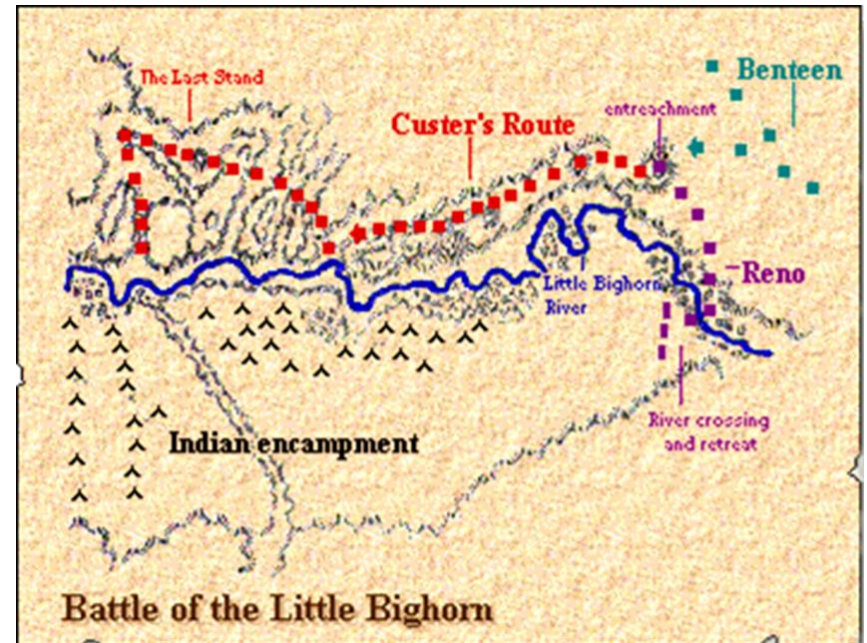 The Last Stand
Benteen
entreachment
Custer's Route
Reno
Little Bighorn
River
River crossing
and retreat
Indian encampment
Battle of the Little Bighorn